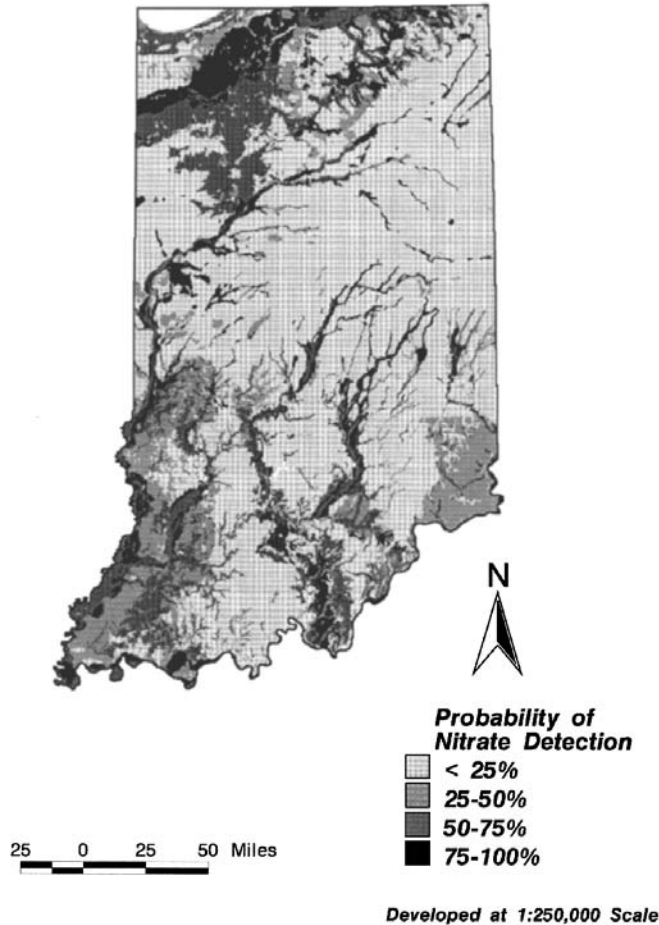 N
Probability of
Nitrate Detection
< 25%
25-50%
50-75%
75-100%
25 0 25 50 Miles
Developed at 1:250,000 Scale